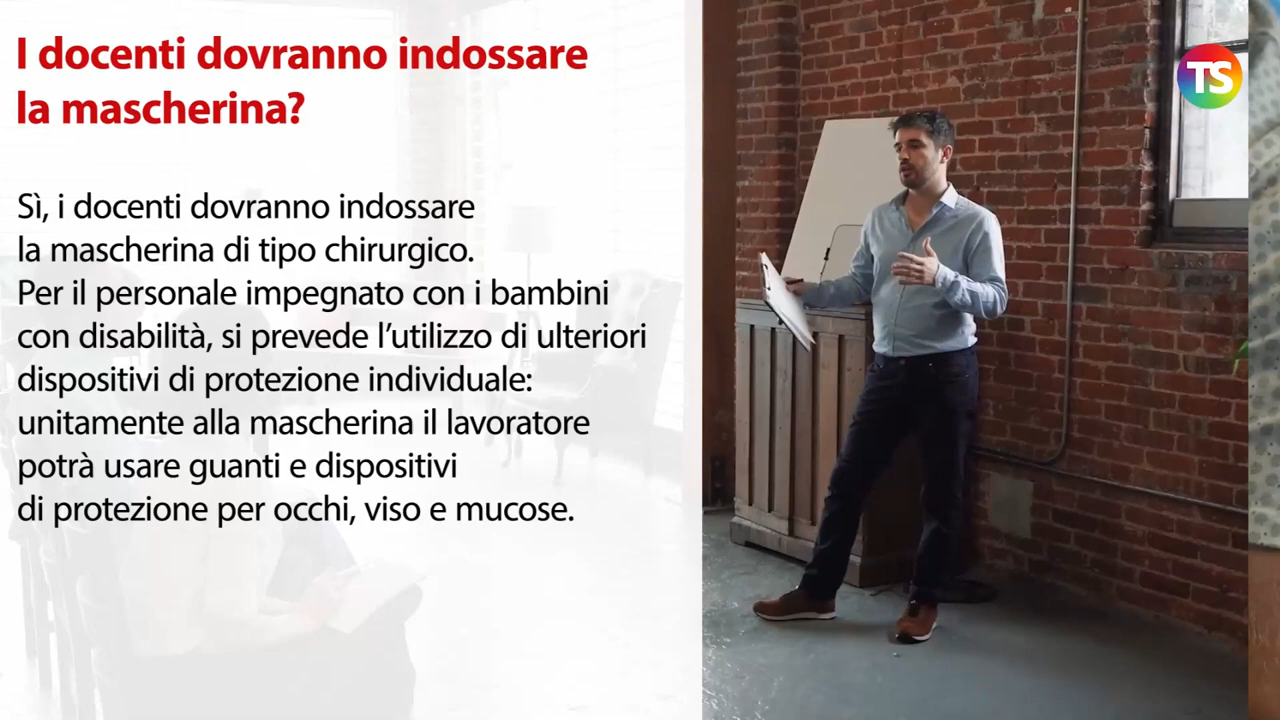 I docenti dovranno indossare
la mascherina?
Sì, i docenti dovranno indossare
la mascherina di tipo chirurgico.
Per il personale impegnato con i bambini
con disabilità, si prevede l’utilizzo di ulteriori
dispositivi di protezione individuale:
unitamente alla mascherina il lavoratore
potrà usare guanti e dispositivi
di protezione per occhi, viso e mucose.
TS